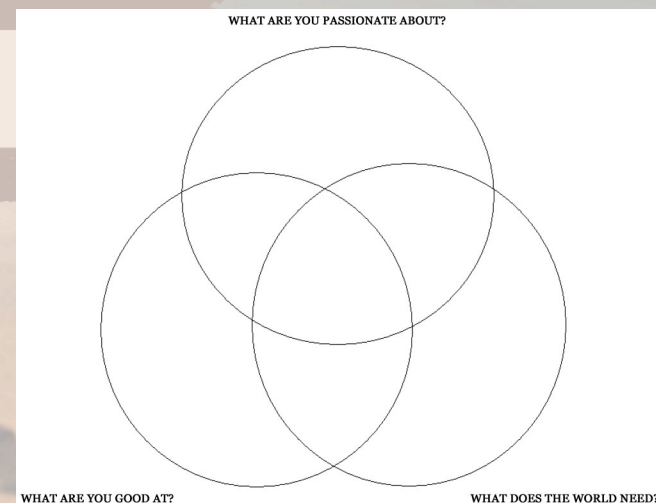 WHAT ARE YOU PASSIONATE ABOUT?
WHAT ARE YOU GOOD AT?
WHAT DOES THE WORLD NEED?